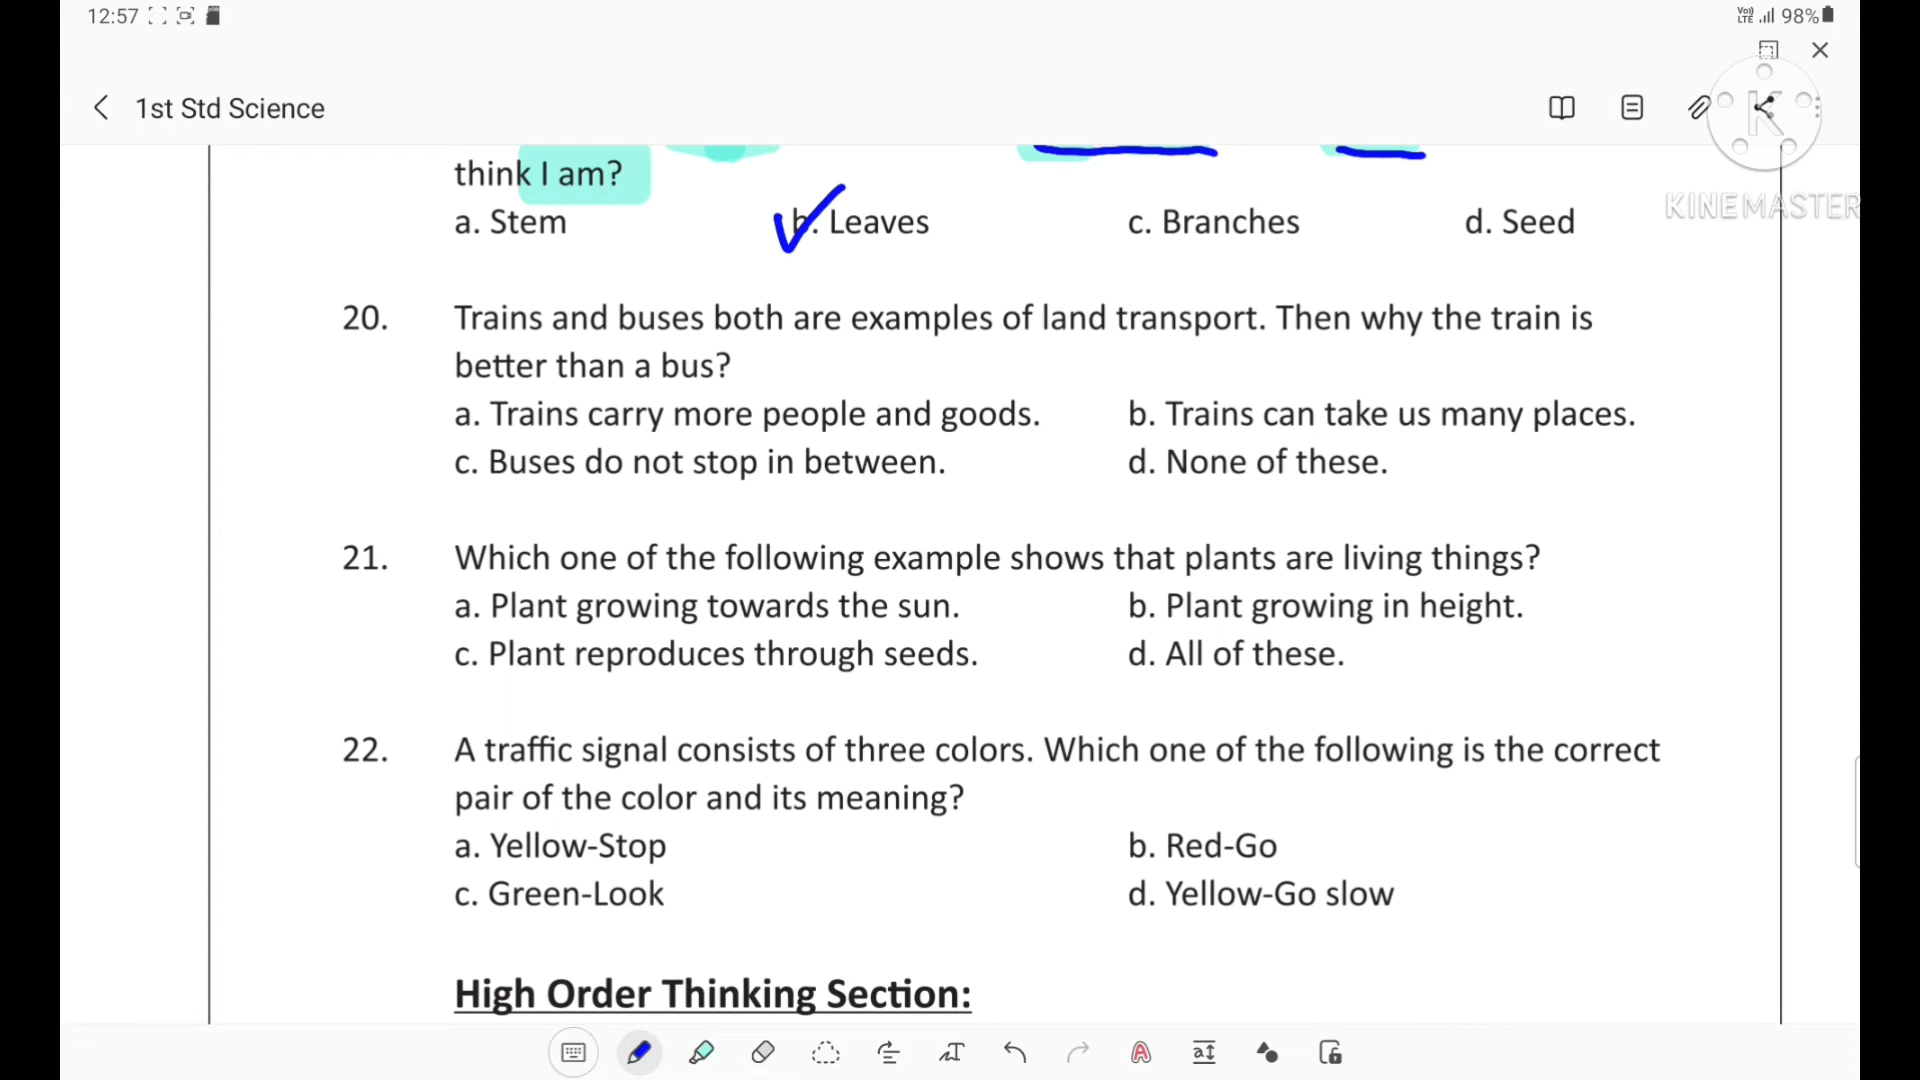 12:57
Vo)) LTE 98%
1st Std Science
K
KINEMASTER
think I am?
a. Stem b. Leaves c. Branches d. Seed
20. Trains and buses both are examples of land transport. Then why the train is
better than a bus?
a. Trains carry more people and goods. b. Trains can take us many places.
c. Buses do not stop in between. d. None of these.
21. Which one of the following example shows that plants are living things?
a. Plant growing towards the sun. b. Plant growing in height.
c. Plant reproduces through seeds. d. All of these.
22. A traffic signal consists of three colors. Which one of the following is the correct
pair of the color and its meaning?
a. Yellow-Stop b. Red-Go
c. Green-Look d. Yellow-Go slow
High Order Thinking Section: